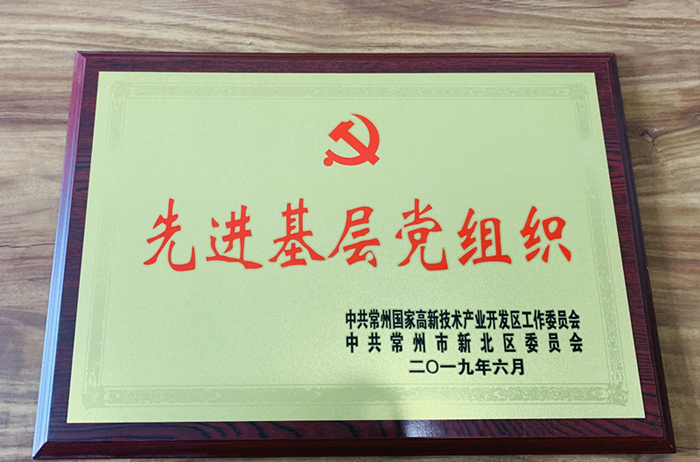 先进基层党组织
中共常州国家高新技术产业开发区工作委员会
中共常州市新北区委员会
二〇一九年六月